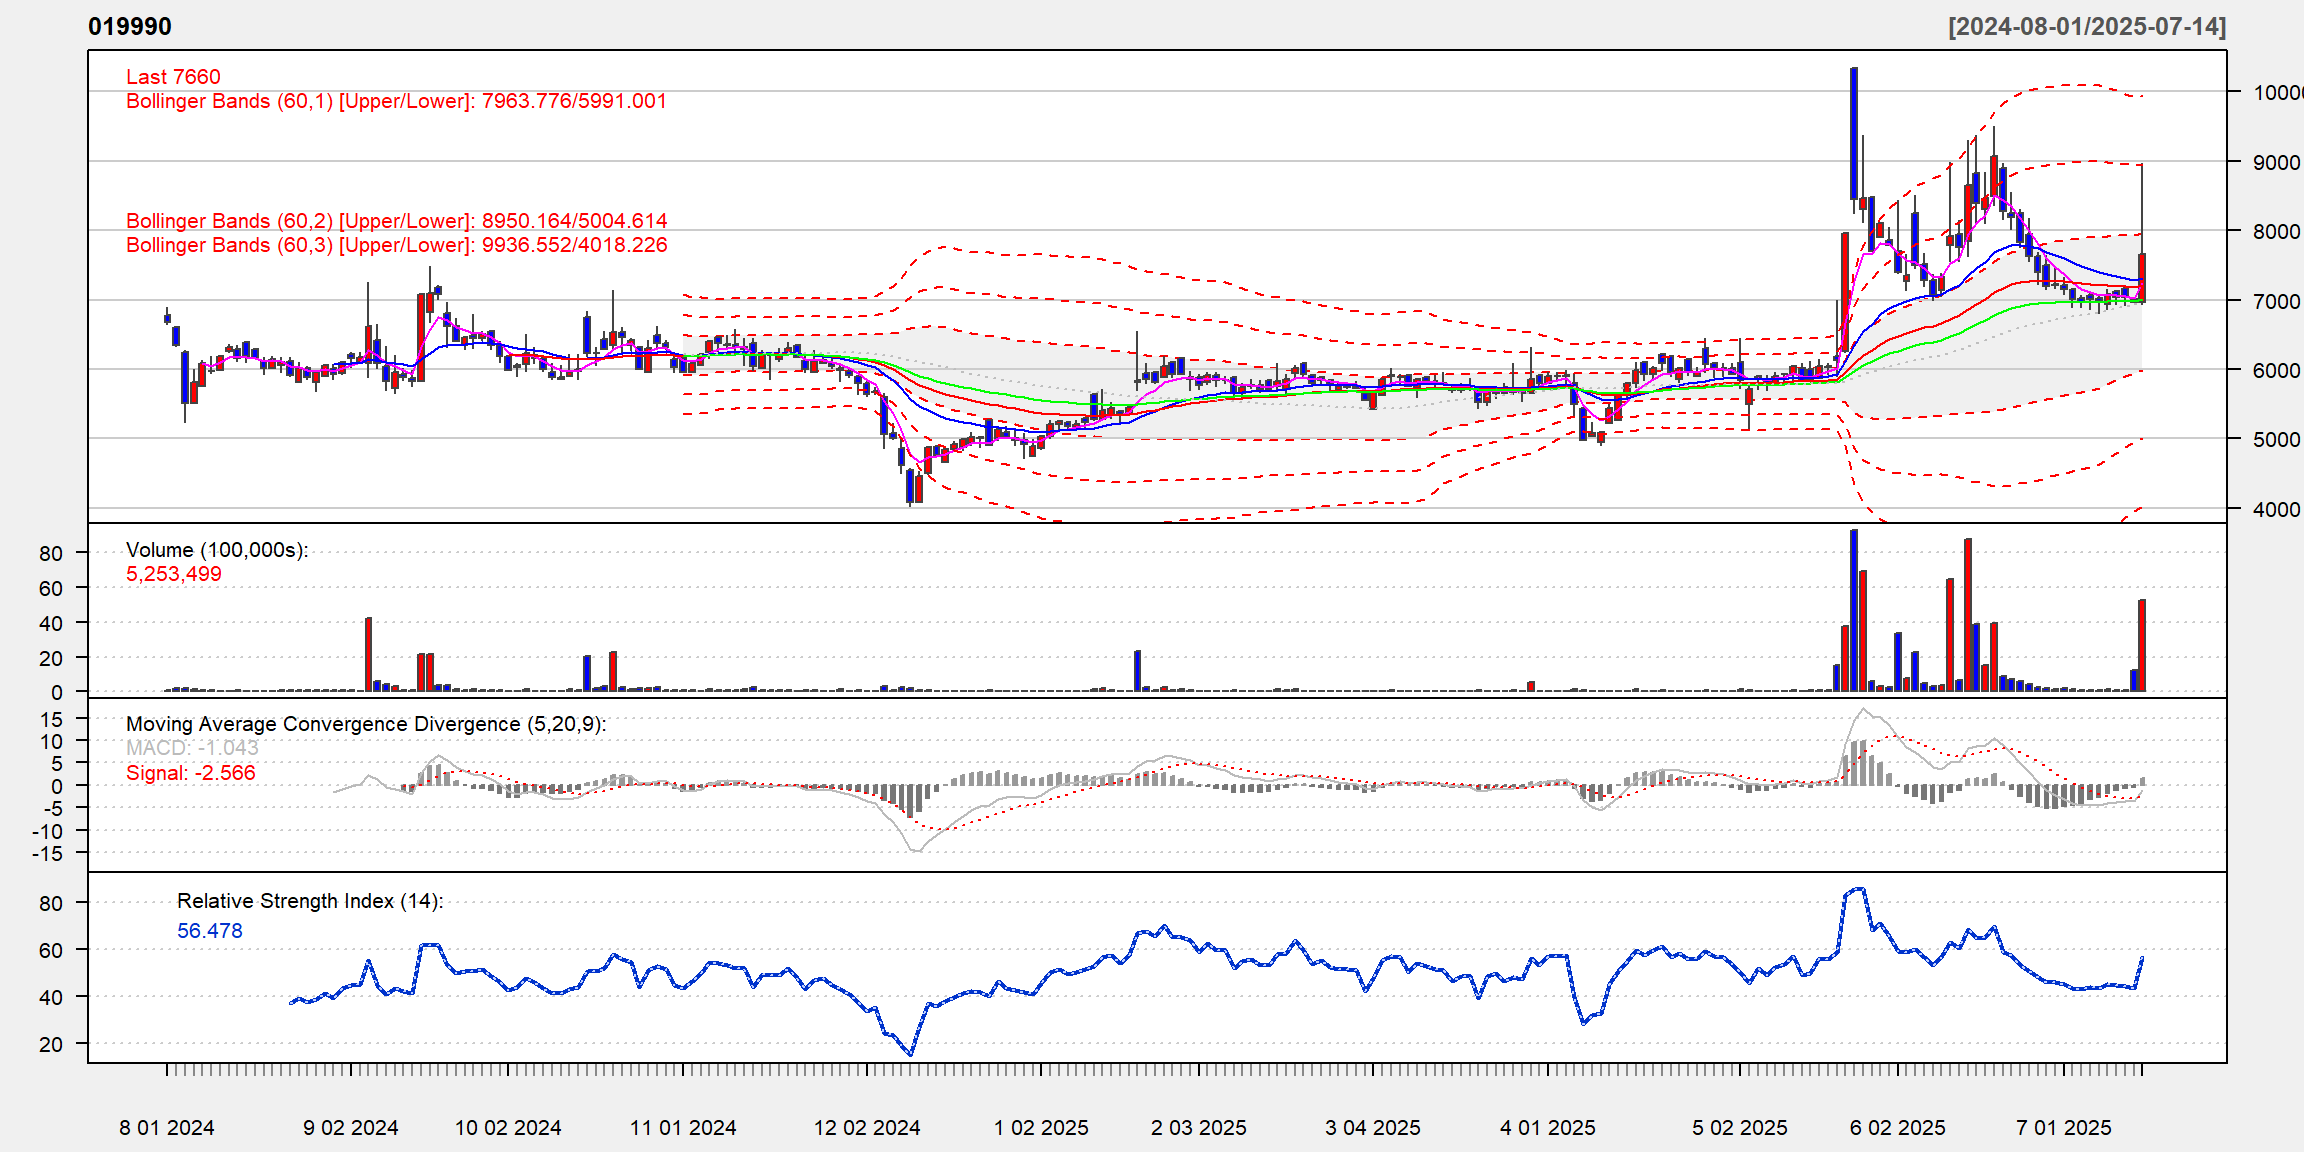 019990
[2024-08-01/2025-07-14]
Last 7660
Bollinger Bands (60,1) [Upper/Lower]: 7963.776/5991.001
Bollinger Bands (60,2) [Upper/Lower]: 8950.164/5004.614
Bollinger Bands (60,3) [Upper/Lower]: 9936.552/4018.226
10000
9000
8000
7000
6000
5000
4000
Volume (100,000s):
5,253,499
80
60
40
20
0
Moving Average Convergence Divergence (5,20,9):
MACD: -1.043
Signal: -2.566
15
10
5
0
-5
-10
-15
Relative Strength Index (14):
56.478
80
60
40
20
8 01 2024
9 02 2024
10 02 2024
11 01 2024
12 02 2024
1 02 2025
2 03 2025
3 04 2025
4 01 2025
5 02 2025
6 02 2025
7 01 2025